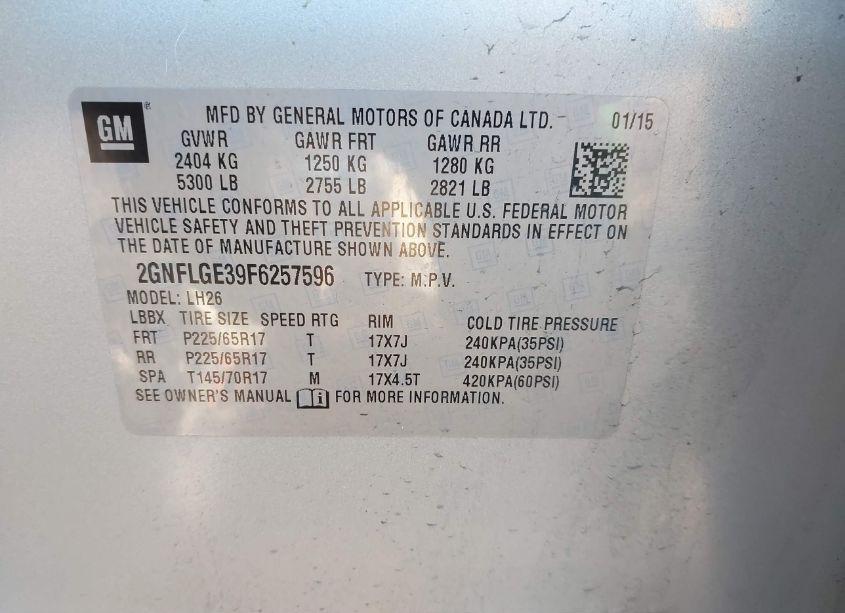 GM ® MFD BY GENERAL MOTORS OF CANADA LTD. 01/15
GVWR GAWR FRT GAWR RR
2404 KG 1250 KG 1280 KG
5300 LB 2755 LB 2821 LB
THIS VEHICLE CONFORMS TO ALL APPLICABLE U.S. FEDERAL MOTOR
VEHICLE SAFETY AND THEFT PREVENTION STANDARDS IN EFFECT ON
THE DATE OF MANUFACTURE SHOWN ABOVE.
2GNFLGE39F6257596 TYPE: M.P.V.
MODEL: LH26
LBBX TIRE SIZE SPEED RTG RIM COLD TIRE PRESSURE
FRT P225/65R17 T 17X7J 240KPA(35PSI)
RR P225/65R17 T 17X7J 240KPA(35PSI)
SPA T145/70R17 M 17X4.5T 420KPA(60PSI)
SEE OWNER'S MANUAL i FOR MORE INFORMATION.